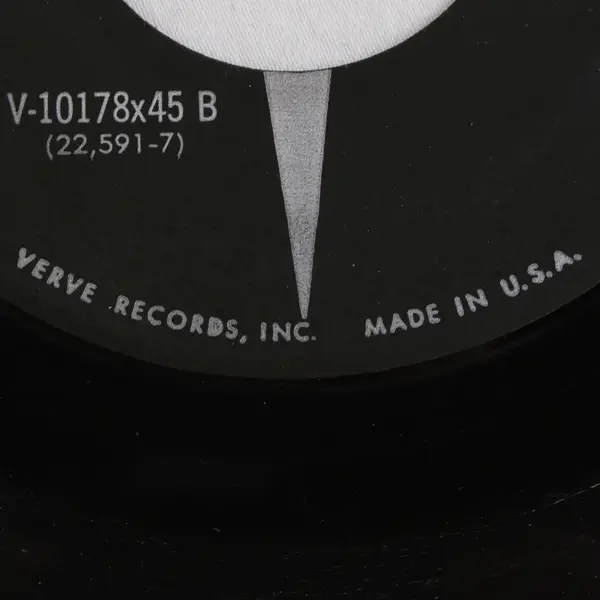 V-10178x45 B
(22,591-7)
VERVE RECORDS, INC. MADE IN U.S.A.